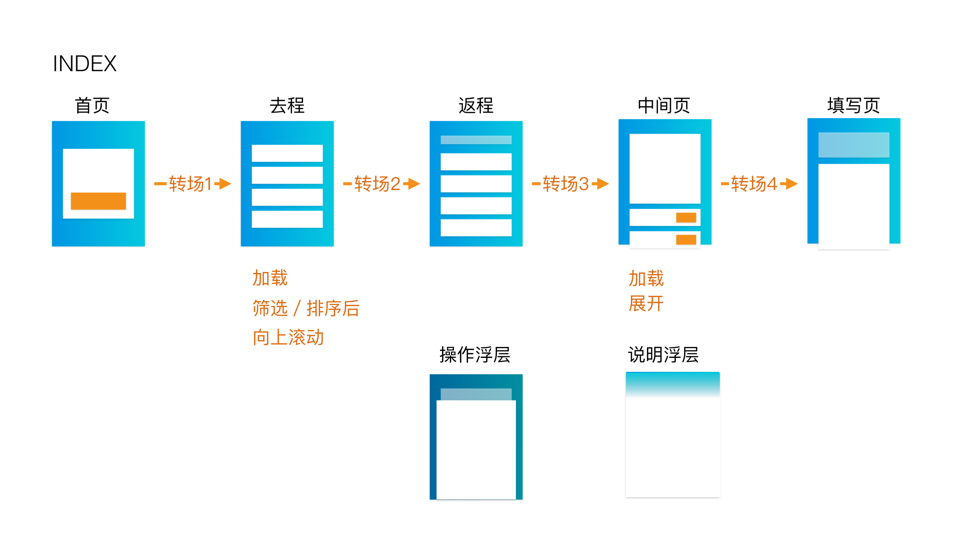 INDEX
首页
去程
返程
中间页
填写页
转场1
转场2
转场3
转场4
加载
筛选 / 排序后
向上滚动
加载
展开
操作浮层
说明浮层